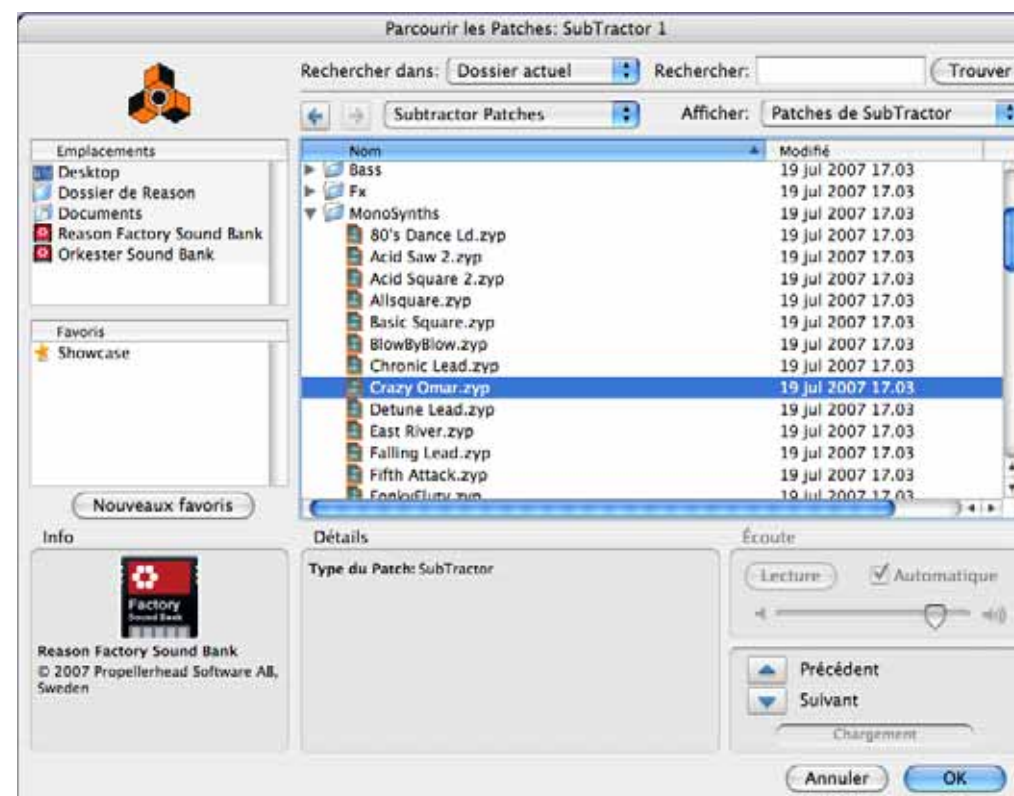 Parcourir les Patches: SubTractor 1
Rechercher dans: Dossier actuel Rechercher: Trouver
Subtractor Patches Afficher: Patches de SubTractor
Emplacements
Desktop
Dossier de Reason
Documents
Reason Factory Sound Bank
Orkester Sound Bank
Favoris
Showcase
Nouveaux favoris
Nom Modifié
Bass 19 jul 2007 17.03
Fx 19 jul 2007 17.03
MonoSynths 19 jul 2007 17.03
80's Dance Ld.zyp 19 jul 2007 17.03
Acid Saw 2.zyp 19 jul 2007 17.03
Acid Square 2.zyp 19 jul 2007 17.03
Allsquare.zyp 19 jul 2007 17.03
Basic Square.zyp 19 jul 2007 17.03
BlowByBlow.zyp 19 jul 2007 17.03
Chronic Lead.zyp 19 jul 2007 17.03
Crazy Omar.zyp 19 jul 2007 17.03
Detune Lead.zyp 19 jul 2007 17.03
East River.zyp 19 jul 2007 17.03
Falling Lead.zyp 19 jul 2007 17.03
Fifth Attack.zyp 19 jul 2007 17.03
FonkyFluty.zyp 19 jul 2007 17.03
Info
Factory
Sound Bank
Reason Factory Sound Bank
© 2007 Propellerhead Software AB,
Sweden
Détails
Type du Patch: SubTractor
Écoute
Lecture Automatique
Précédent
Suivant
Chargement
Annuler OK